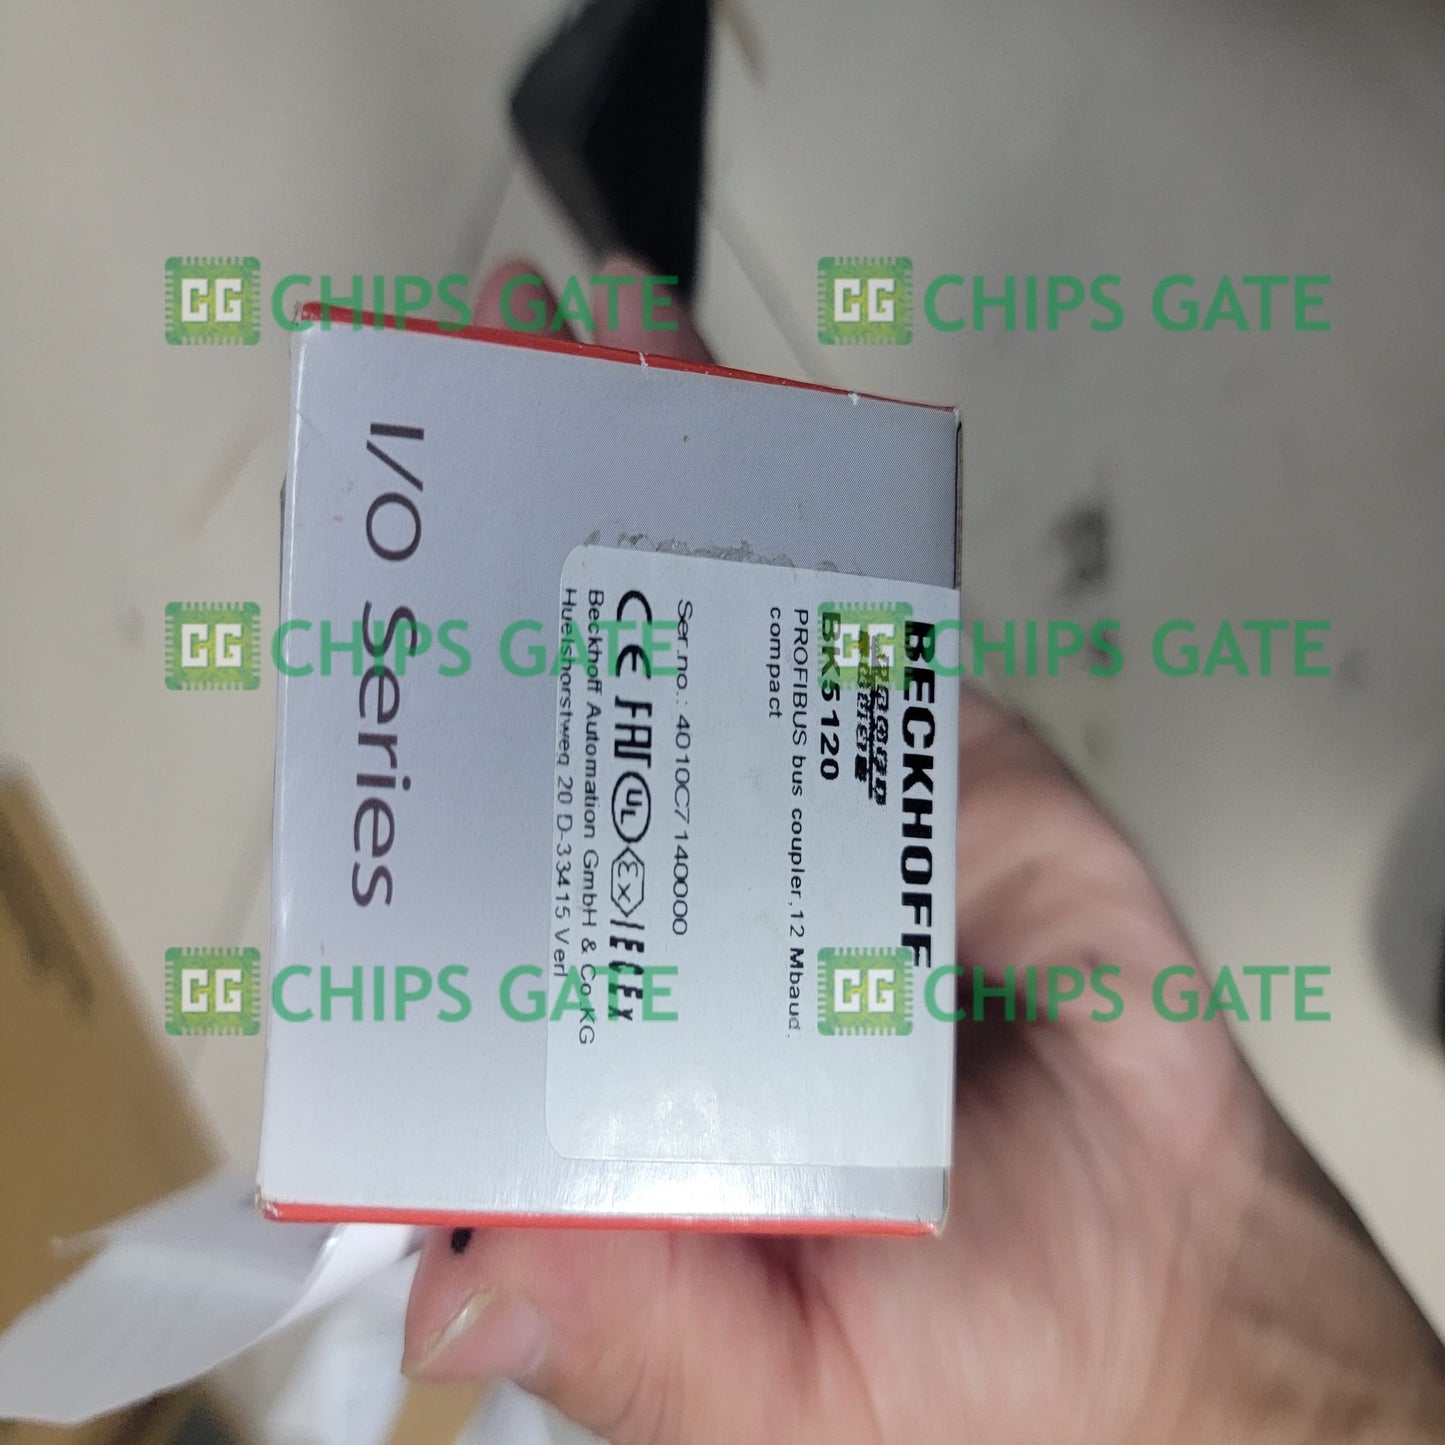 I/O Series
BECKHOFF
BK5120
PROFIBUS bus coupler,12 Mbaud,
compact
Ser.no.: 4010C7140000
CE EAC UL Ex IECEx
Beckhoff Automation GmbH & Co.KG
Huelshorstweg 20 D-33415 Verl
CG CHIPS GATE
CG CHIPS GATE
CG CHIPS GATE
CG CHIPS GATE
CG CHIPS GATE
CG CHIPS GATE